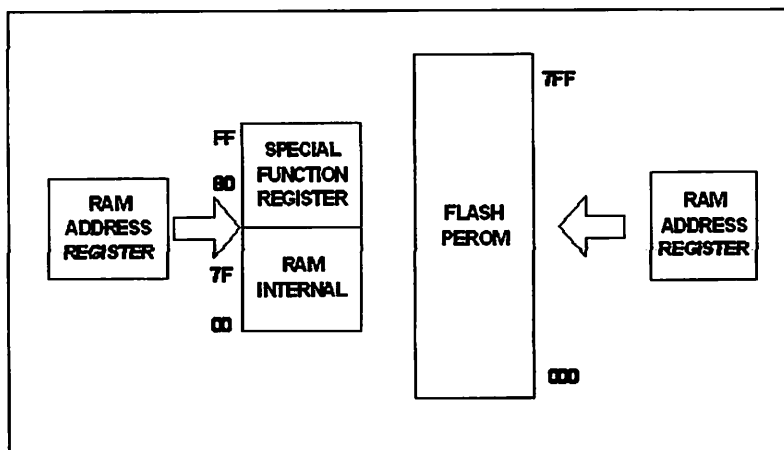 7FF
FF
SPECIAL
FUNCTION
REGISTER
80
RAM
ADDRESS
REGISTER
FLASH
PEROM
RAM
ADDRESS
REGISTER
7F
RAM
INTERNAL
00
000